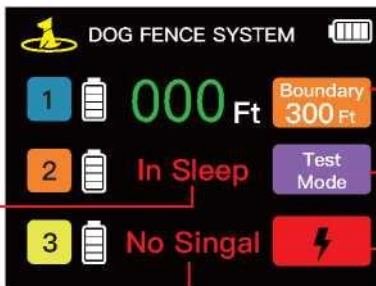 DOG FENCE SYSTEM
1 000 Ft Boundary 300 Ft
2 In Sleep Test Mode
3 No Singal